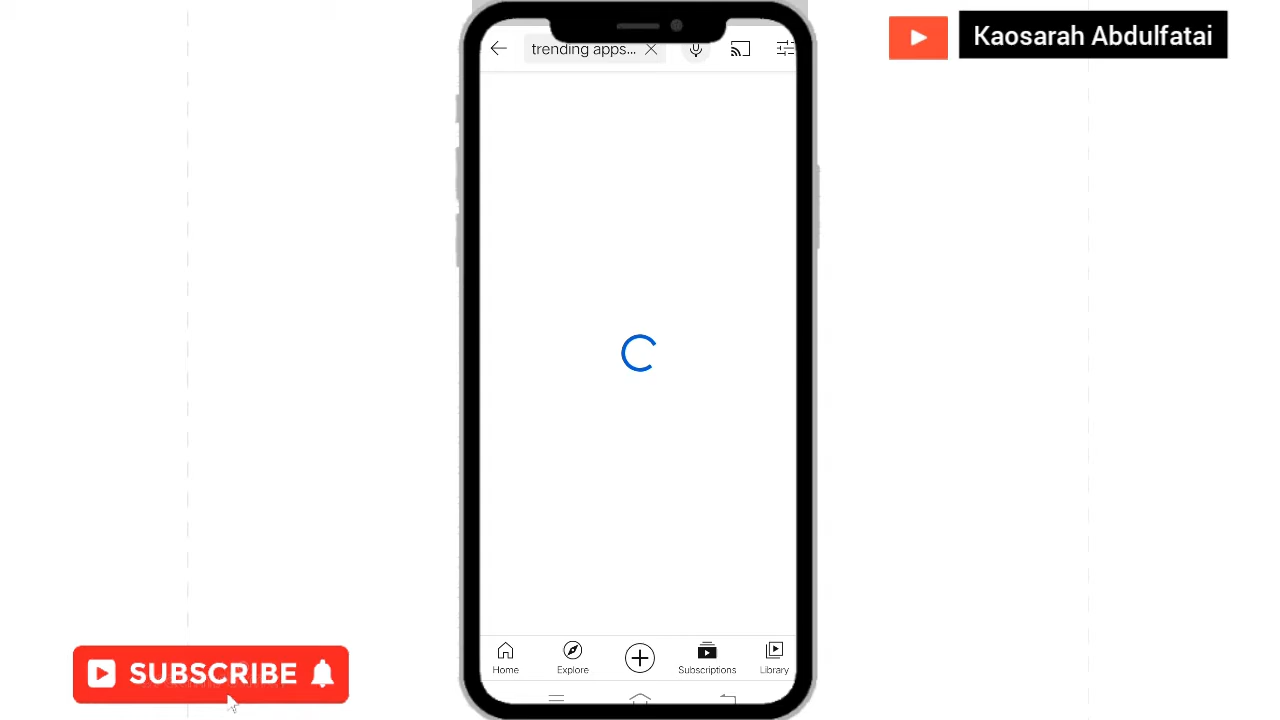 Kaosarah Abdulfatai
trending apps...
Home
Explore
Subscriptions
Library
SUBSCRIBE